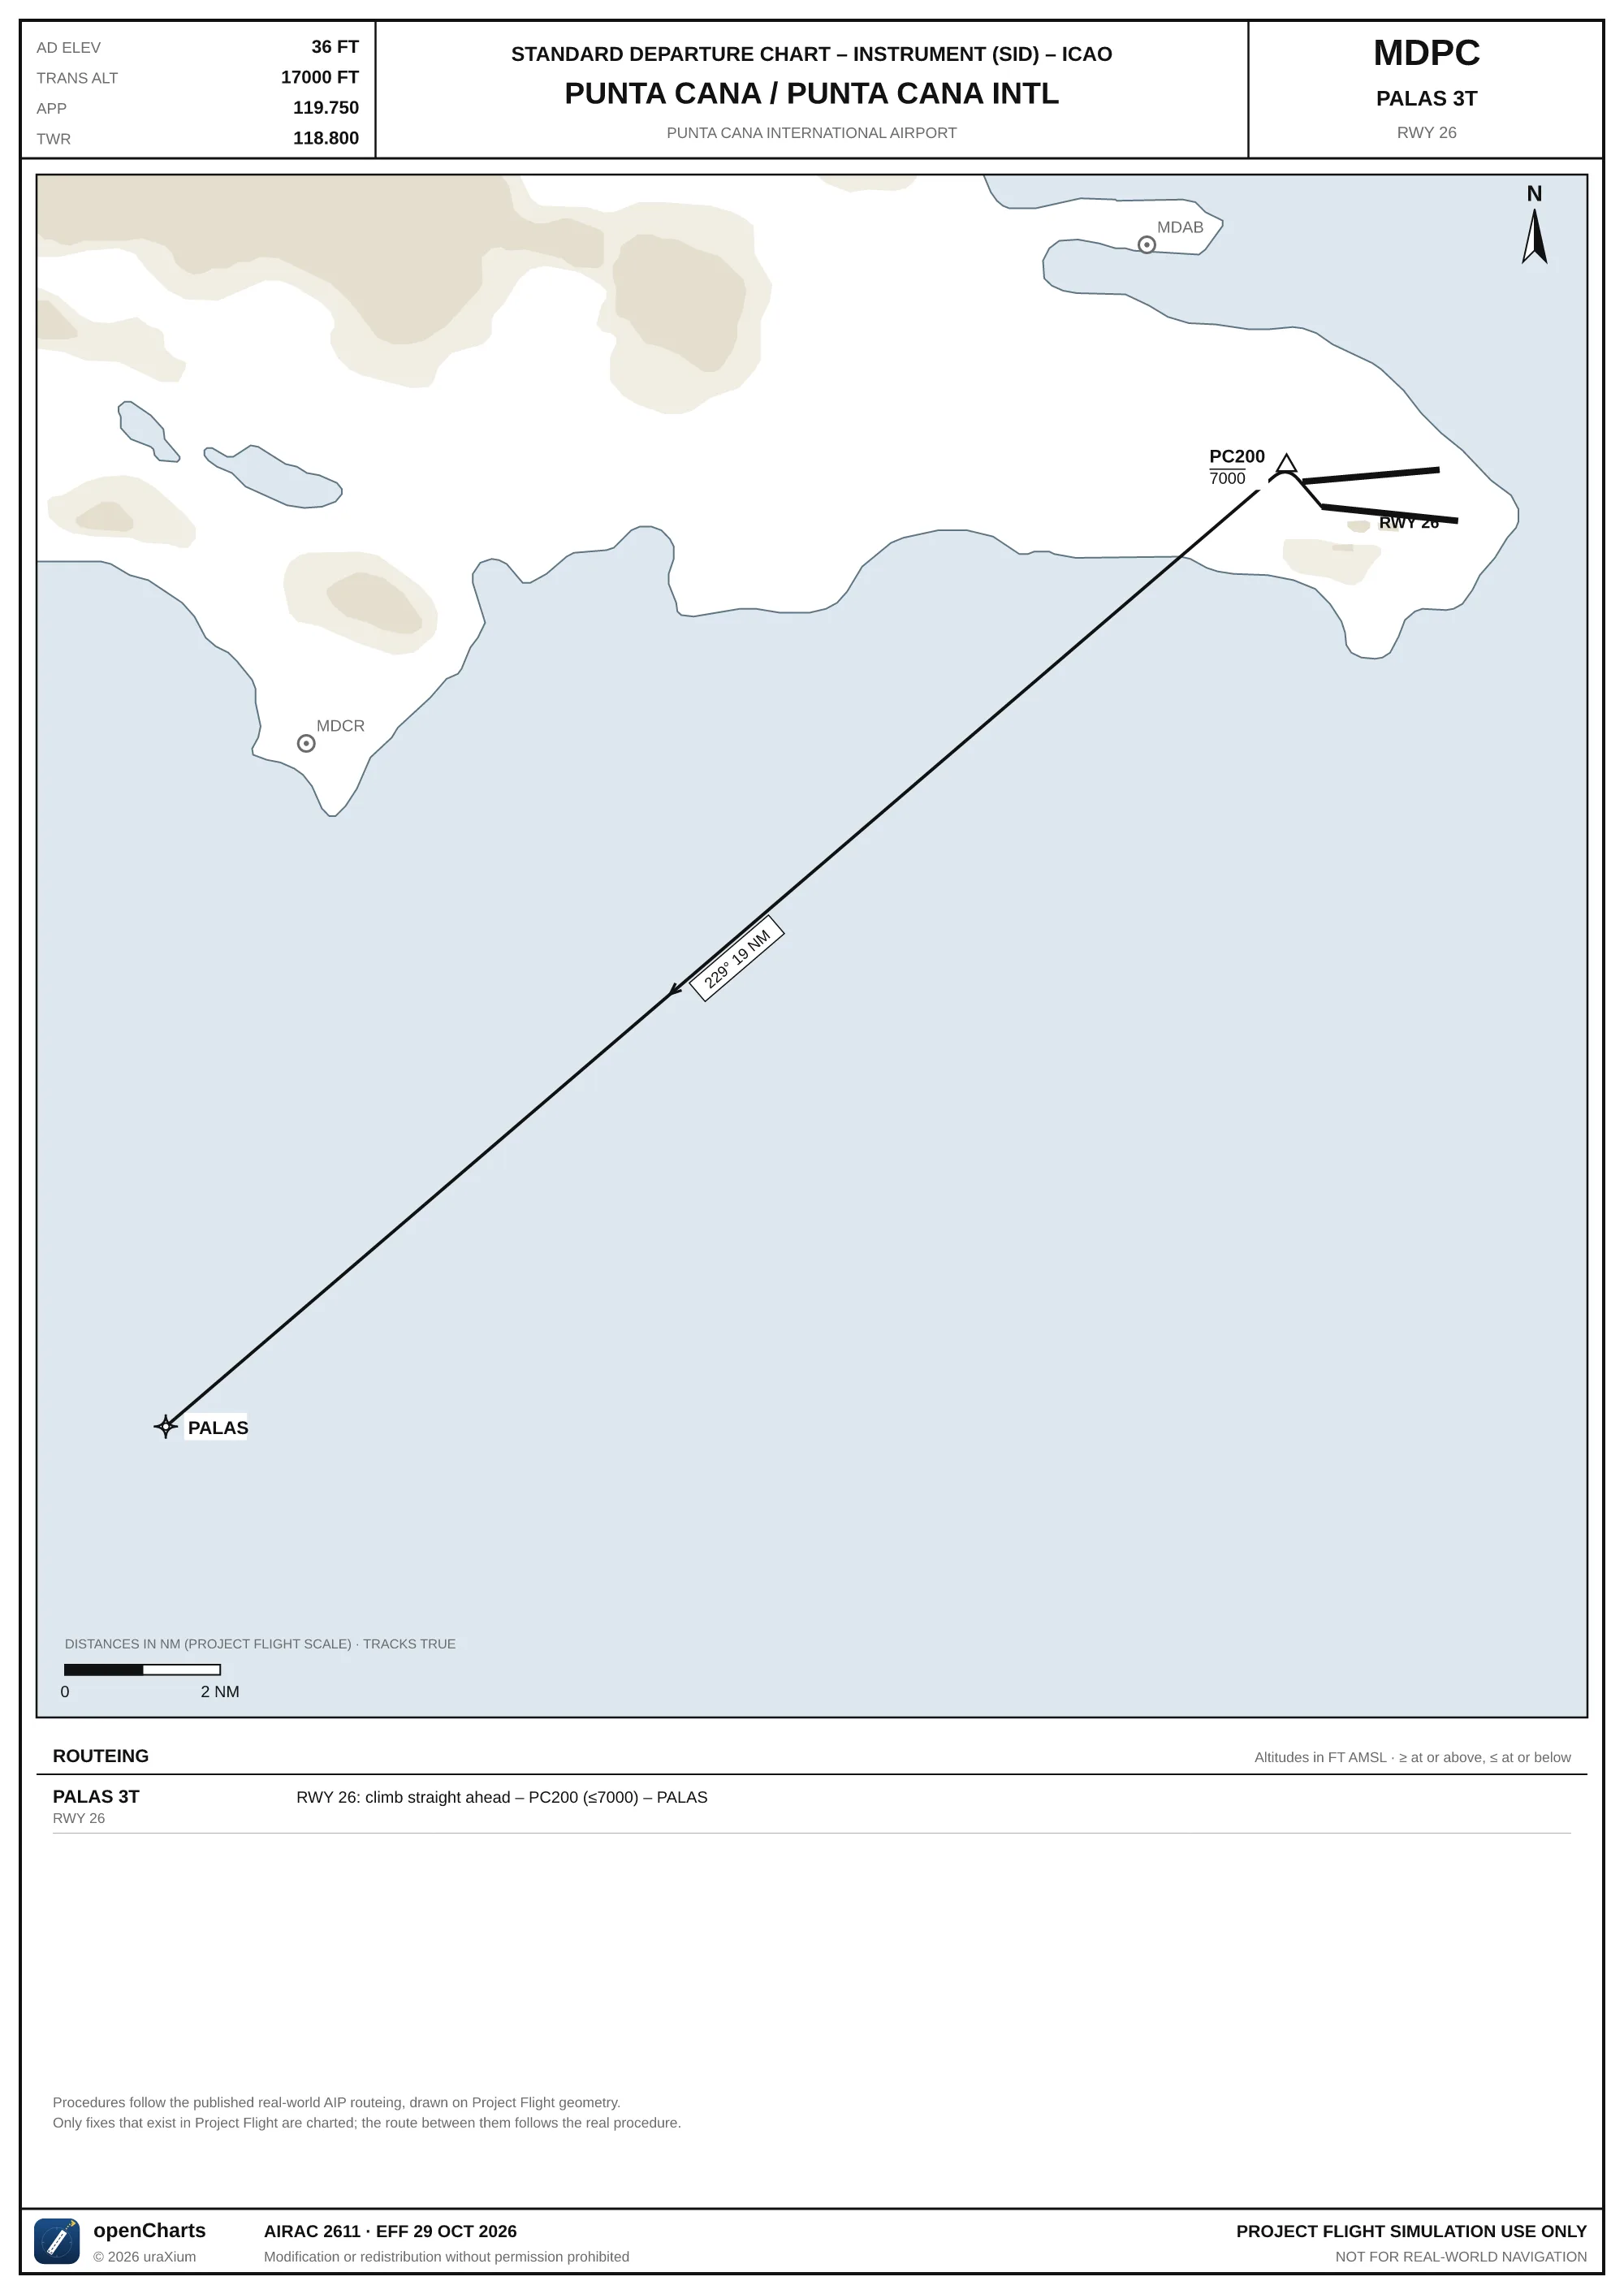 AD ELEV 36 FT
TRANS ALT 17000 FT
APP 119.750
TWR 118.800
STANDARD DEPARTURE CHART – INSTRUMENT (SID) – ICAO
PUNTA CANA / PUNTA CANA INTL
PUNTA CANA INTERNATIONAL AIRPORT
MDPC
PALAS 3T
RWY 26
N
MDAB
PC200
7000
RWY 26
MDCR
229° 19 NM
PALAS
DISTANCES IN NM (PROJECT FLIGHT SCALE) · TRACKS TRUE
0 2 NM
ROUTEING
Altitudes in FT AMSL · ≥ at or above, ≤ at or below
PALAS 3T
RWY 26: climb straight ahead – PC200 (≤7000) – PALAS
RWY 26
Procedures follow the published real-world AIP routeing, drawn on Project Flight geometry.
Only fixes that exist in Project Flight are charted; the route between them follows the real procedure.
openCharts
© 2026 uraXium
AIRAC 2611 · EFF 29 OCT 2026
Modification or redistribution without permission prohibited
PROJECT FLIGHT SIMULATION USE ONLY
NOT FOR REAL-WORLD NAVIGATION